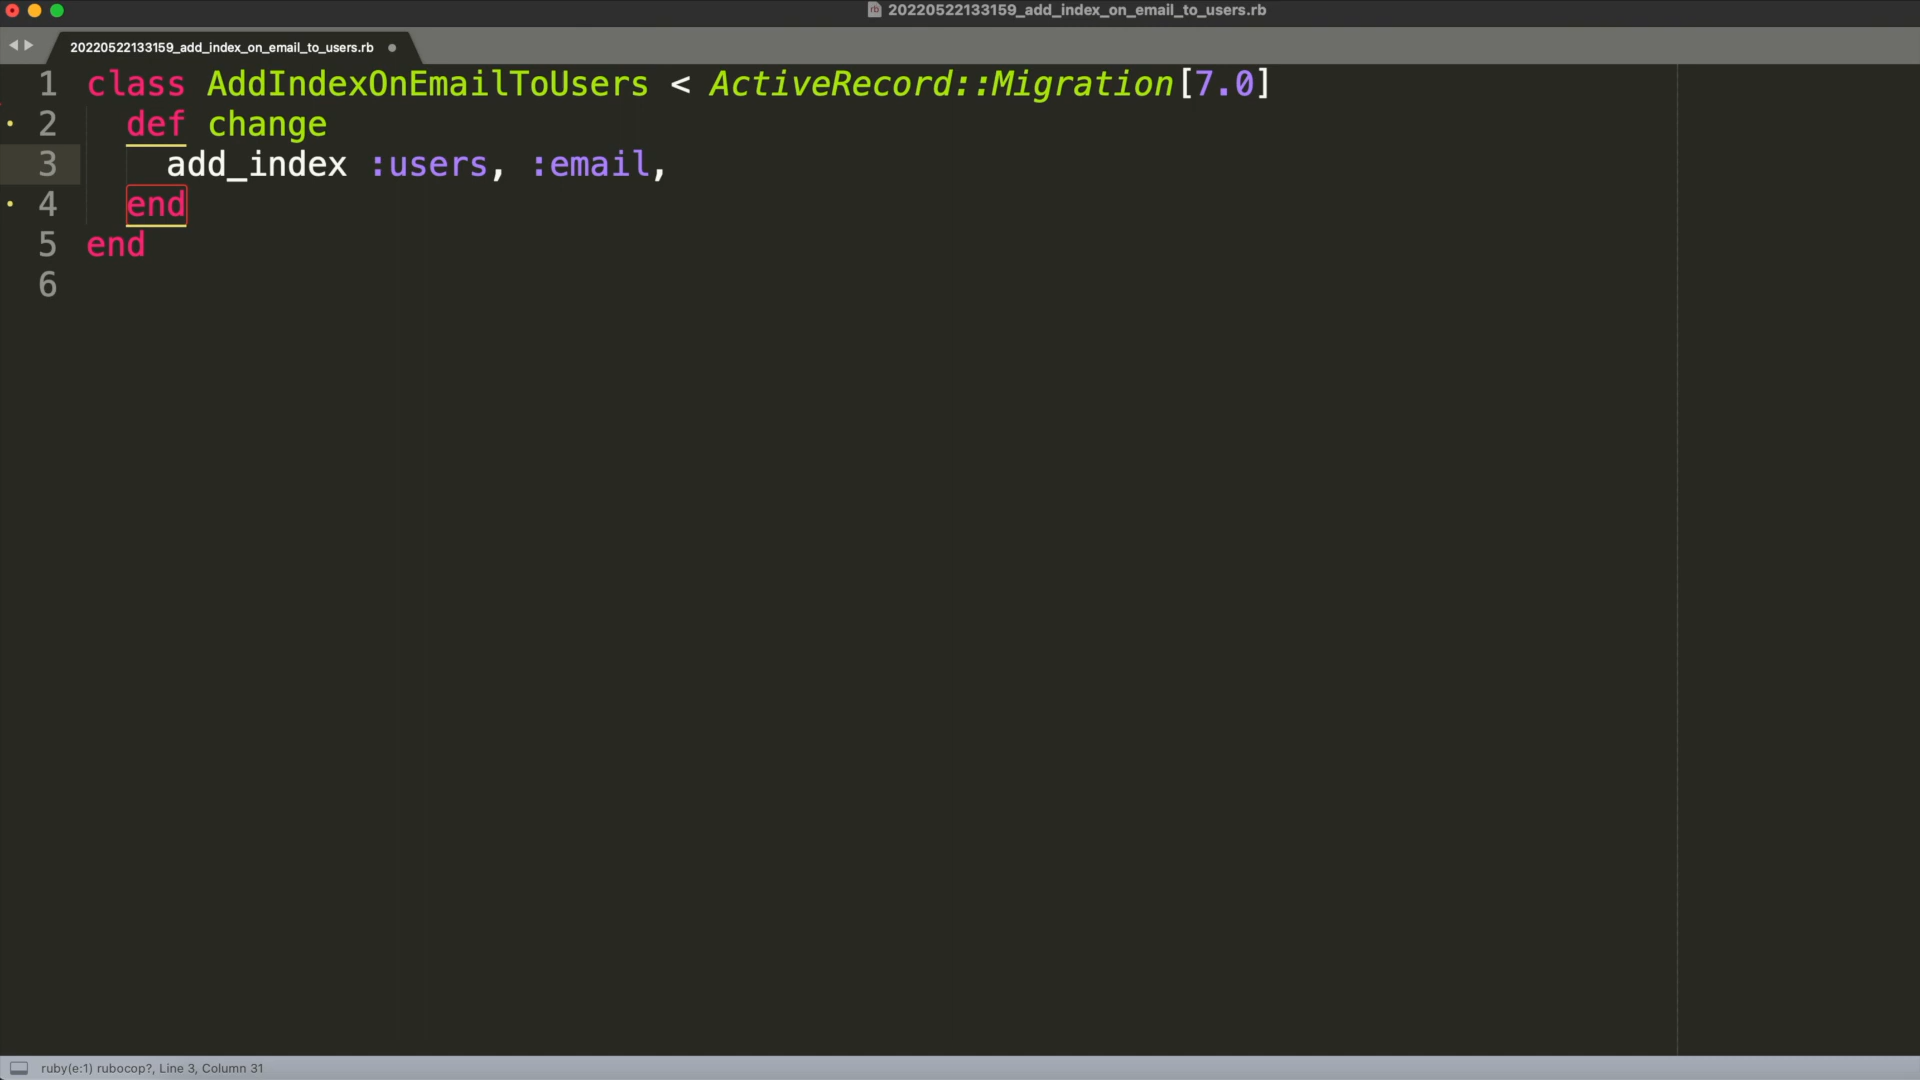 20220522133159_add_index_on_email_to_users.rb
20220522133159_add_index_on_email_to_users.rb
1 class AddIndexOnEmailToUsers < ActiveRecord::Migration[7.0]
2 def change
3 add_index :users, :email,
4 end
5 end
6
ruby(e:1) rubocop?, Line 3, Column 31